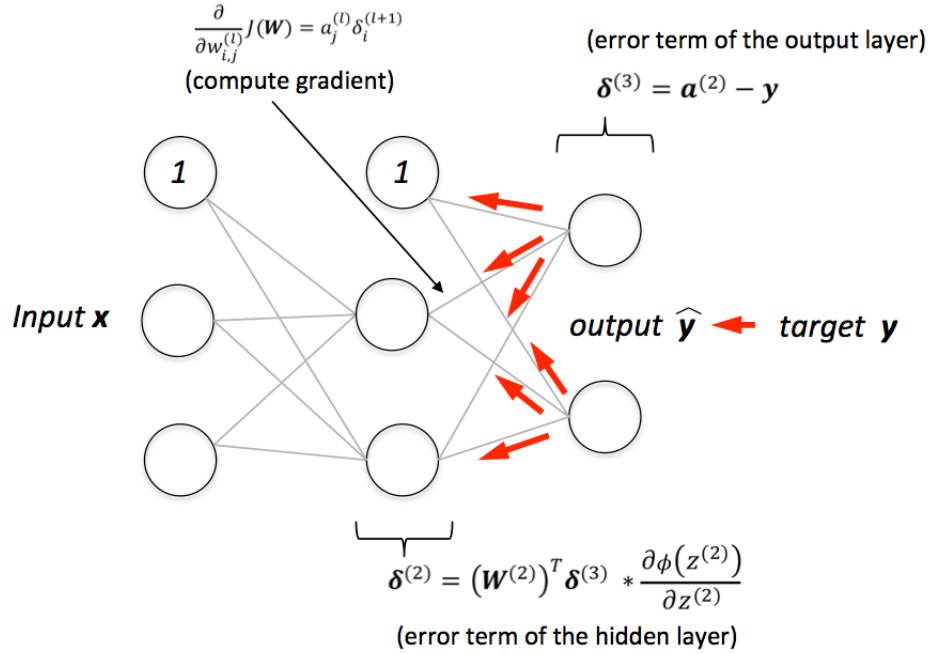 ∂/∂w_{i,j}^{(l)} J(W) = a_j^{(l)} δ_i^{(l+1)}
(compute gradient)
(error term of the output layer)
δ^{(3)} = a^{(2)} − y
1
1
Input x
output ŷ
target y
δ^{(2)} = (W^{(2)})^T δ^{(3)} * ∂ϕ(z^{(2)})/∂z^{(2)}
(error term of the hidden layer)